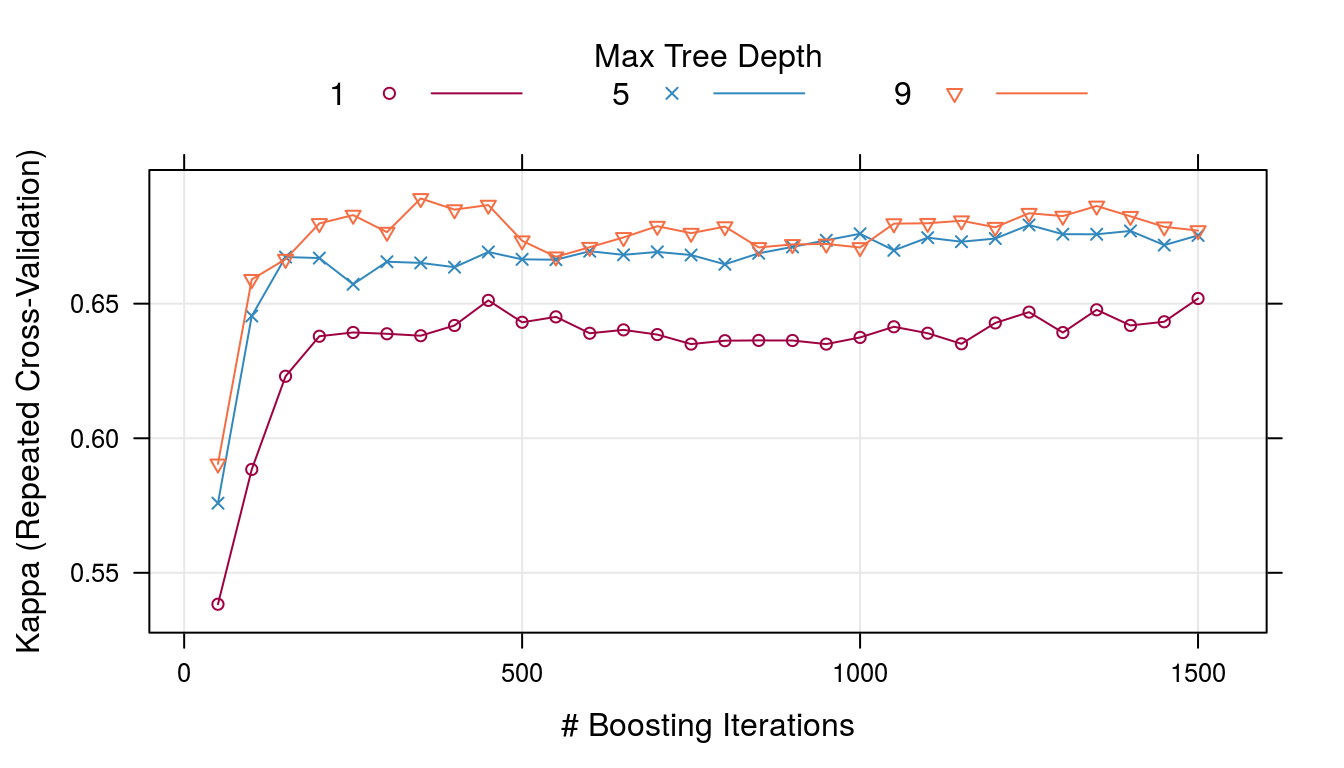 Max Tree Depth
1 5 9
Kappa (Repeated Cross-Validation)
0.65
0.60
0.55
0 500 1000 1500
# Boosting Iterations